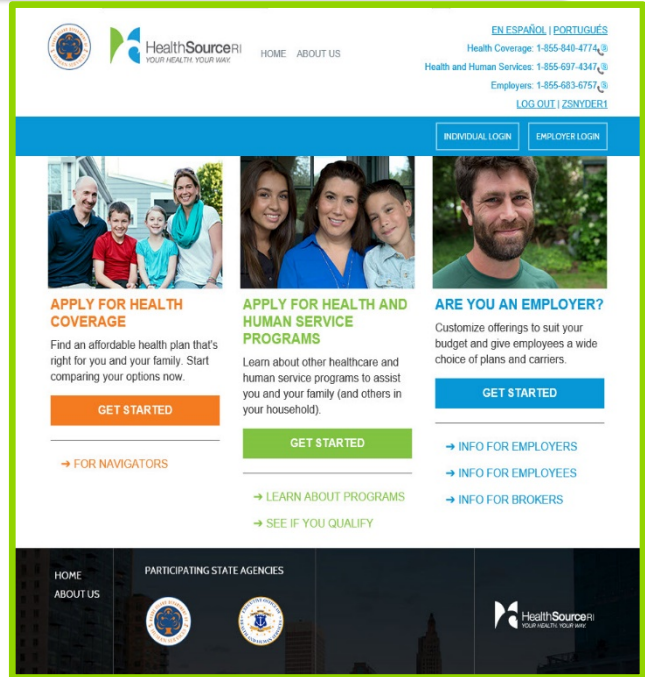 EN ESPAÑOL | PORTUGUÉS
HealthSourceRI
YOUR HEALTH. YOUR WAY.
HOME ABOUT US
Health Coverage: 1-855-840-4774
Health and Human Services: 1-855-697-4347
Employers: 1-855-683-6757
LOG OUT | ZSNYDER1
INDIVIDUAL LOGIN EMPLOYER LOGIN
APPLY FOR HEALTH
COVERAGE
Find an affordable health plan that's
right for you and your family. Start
comparing your options now.
GET STARTED
→ FOR NAVIGATORS
APPLY FOR HEALTH AND
HUMAN SERVICE
PROGRAMS
Learn about other healthcare and
human service programs to assist
you and your family (and others in
your household).
GET STARTED
→ LEARN ABOUT PROGRAMS
→ SEE IF YOU QUALIFY
ARE YOU AN EMPLOYER?
Customize offerings to suit your
budget and give employees a wide
choice of plans and carriers.
GET STARTED
→ INFO FOR EMPLOYERS
→ INFO FOR EMPLOYEES
→ INFO FOR BROKERS
HOME
ABOUT US
PARTICIPATING STATE AGENCIES
HealthSourceRI
YOUR HEALTH. YOUR WAY.